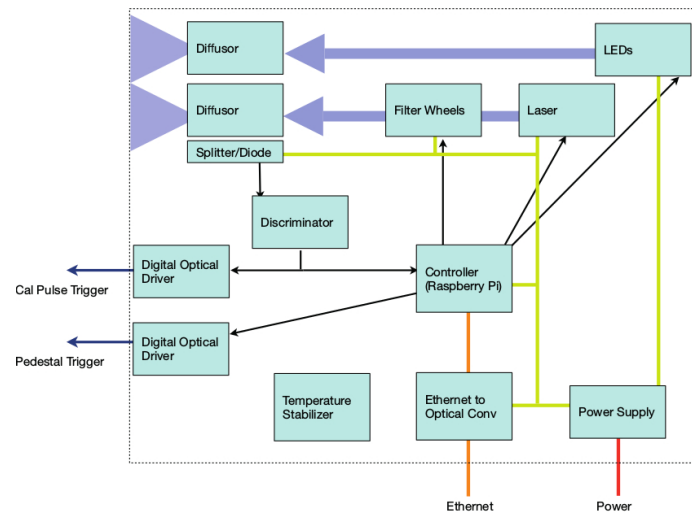 Diffusor
LEDs
Diffusor
Filter Wheels
Laser
Splitter/Diode
Discriminator
Digital Optical
Driver
Controller
(Raspberry Pi)
Cal Pulse Trigger
Digital Optical
Driver
Pedestal Trigger
Temperature
Stabilizer
Ethernet to
Optical Conv
Power Supply
Ethernet
Power